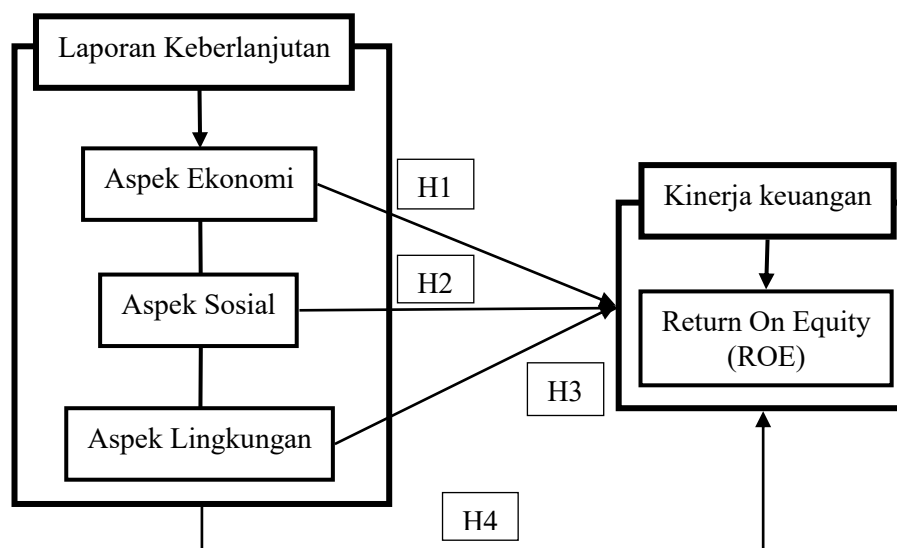 Laporan Keberlanjutan
Aspek Ekonomi
H1
Kinerja keuangan
Aspek Sosial
H2
Return On Equity
(ROE)
H3
Aspek Lingkungan
H4